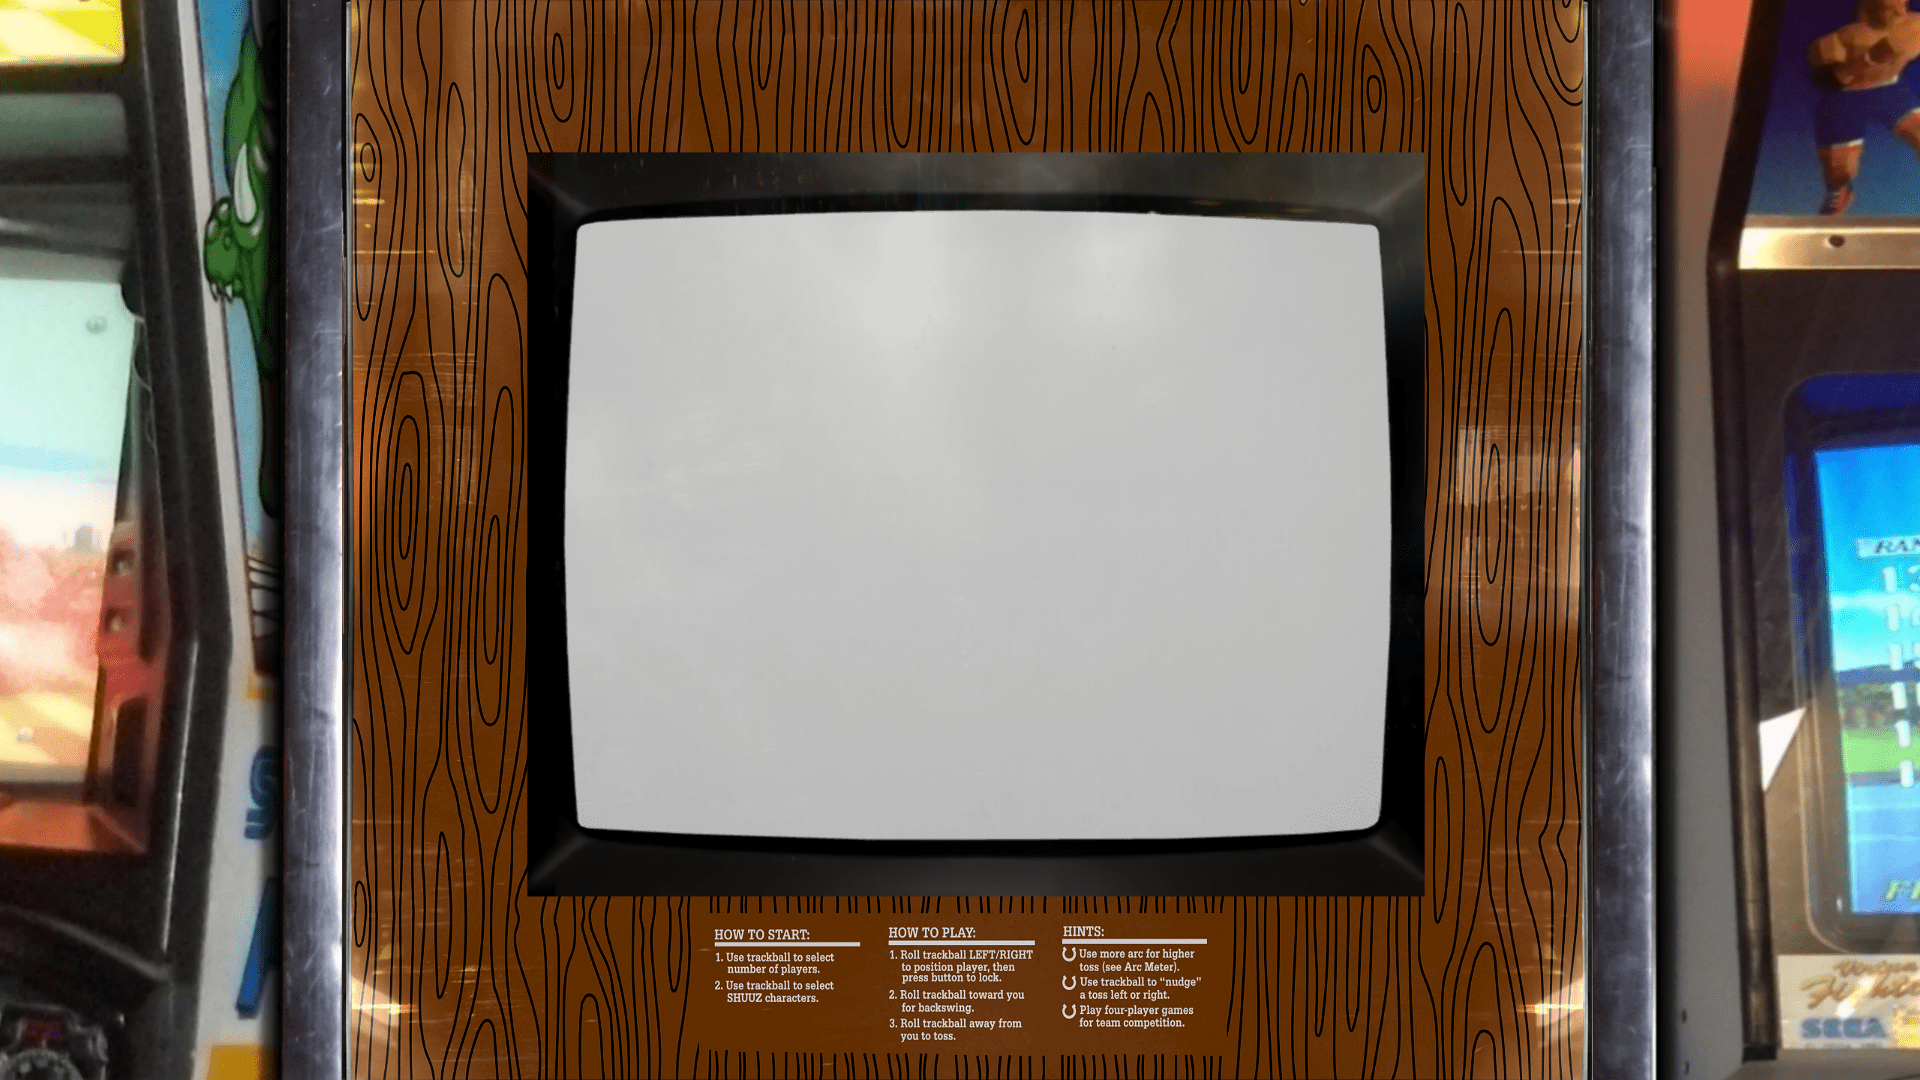 HOW TO START:
1. Use trackball to select
number of players.
2. Use trackball to select
SHUUZ characters.
HOW TO PLAY:
1. Roll trackball LEFT/RIGHT
to position player, then
press button to lock.
2. Roll trackball toward you
for backswing.
3. Roll trackball away from
you to toss.
HINTS:
Use more arc for higher
toss (see Arc Meter).
Use trackball to “nudge”
a toss left or right.
Play four-player games
for team competition.
SEGA